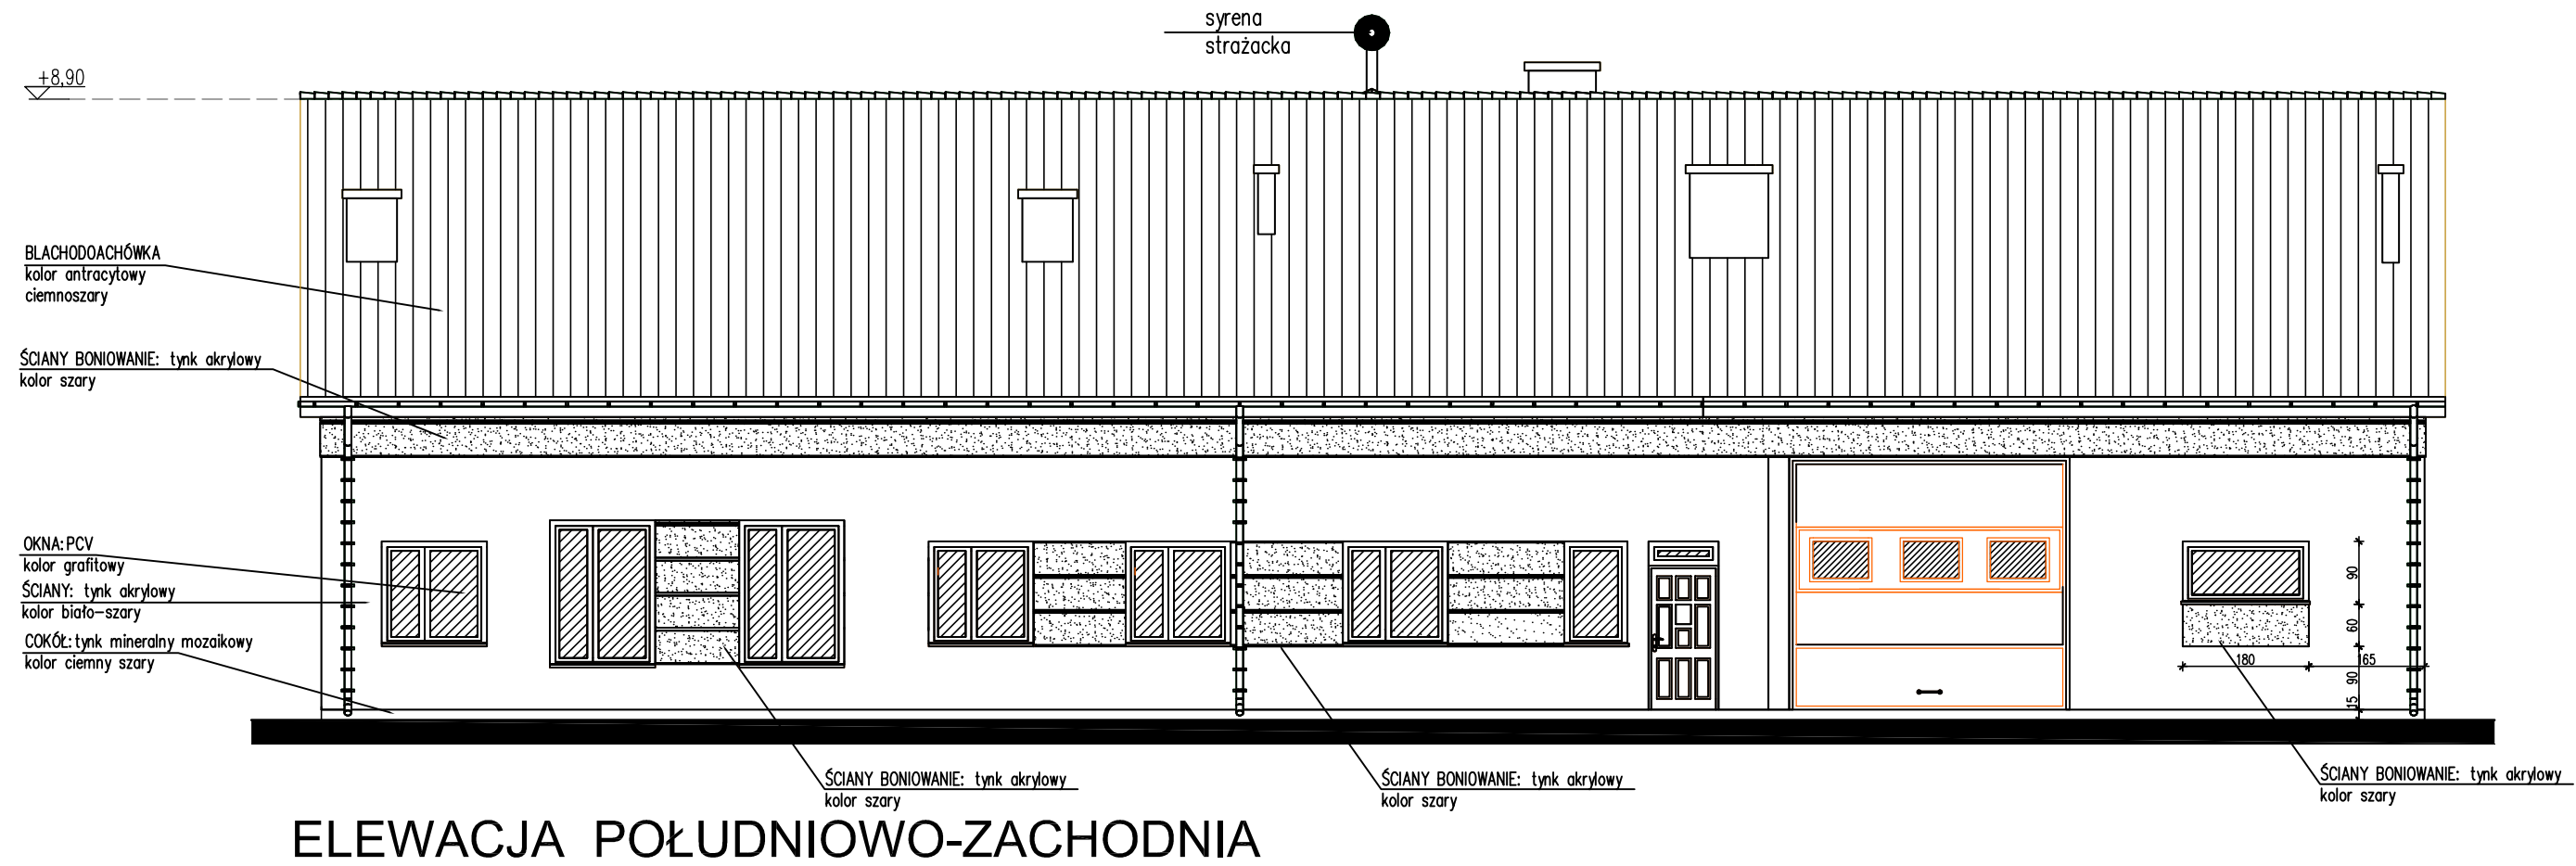 syrena
strażacka
+8,90
BLACHODOACHÓWKA
kolor antracytowy
ciemnoszary
ŚCIANY BONIOWANIE: tynk akrylowy
kolor szary
OKNA: PCV
kolor grafitowy
ŚCIANY: tynk akrylowy
kolor biało-szary
COKÓŁ: tynk mineralny mozaikowy
kolor ciemny szary
90
60
180
165
90
15
ŚCIANY BONIOWANIE: tynk akrylowy
kolor szary
ŚCIANY BONIOWANIE: tynk akrylowy
kolor szary
ŚCIANY BONIOWANIE: tynk akrylowy
kolor szary
ELEWACJA POŁUDNIOWO-ZACHODNIA